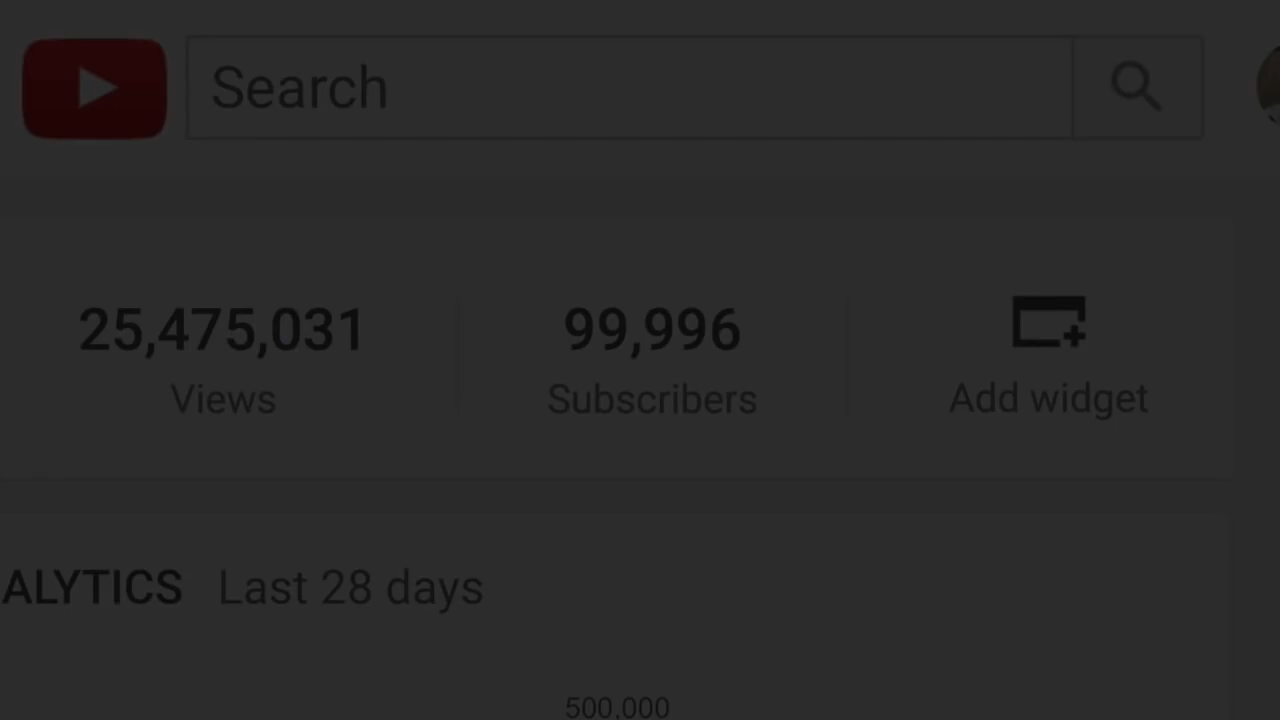 Search
25,475,031 99,996
Views Subscribers Add widget
ALYTICS Last 28 days
500,000